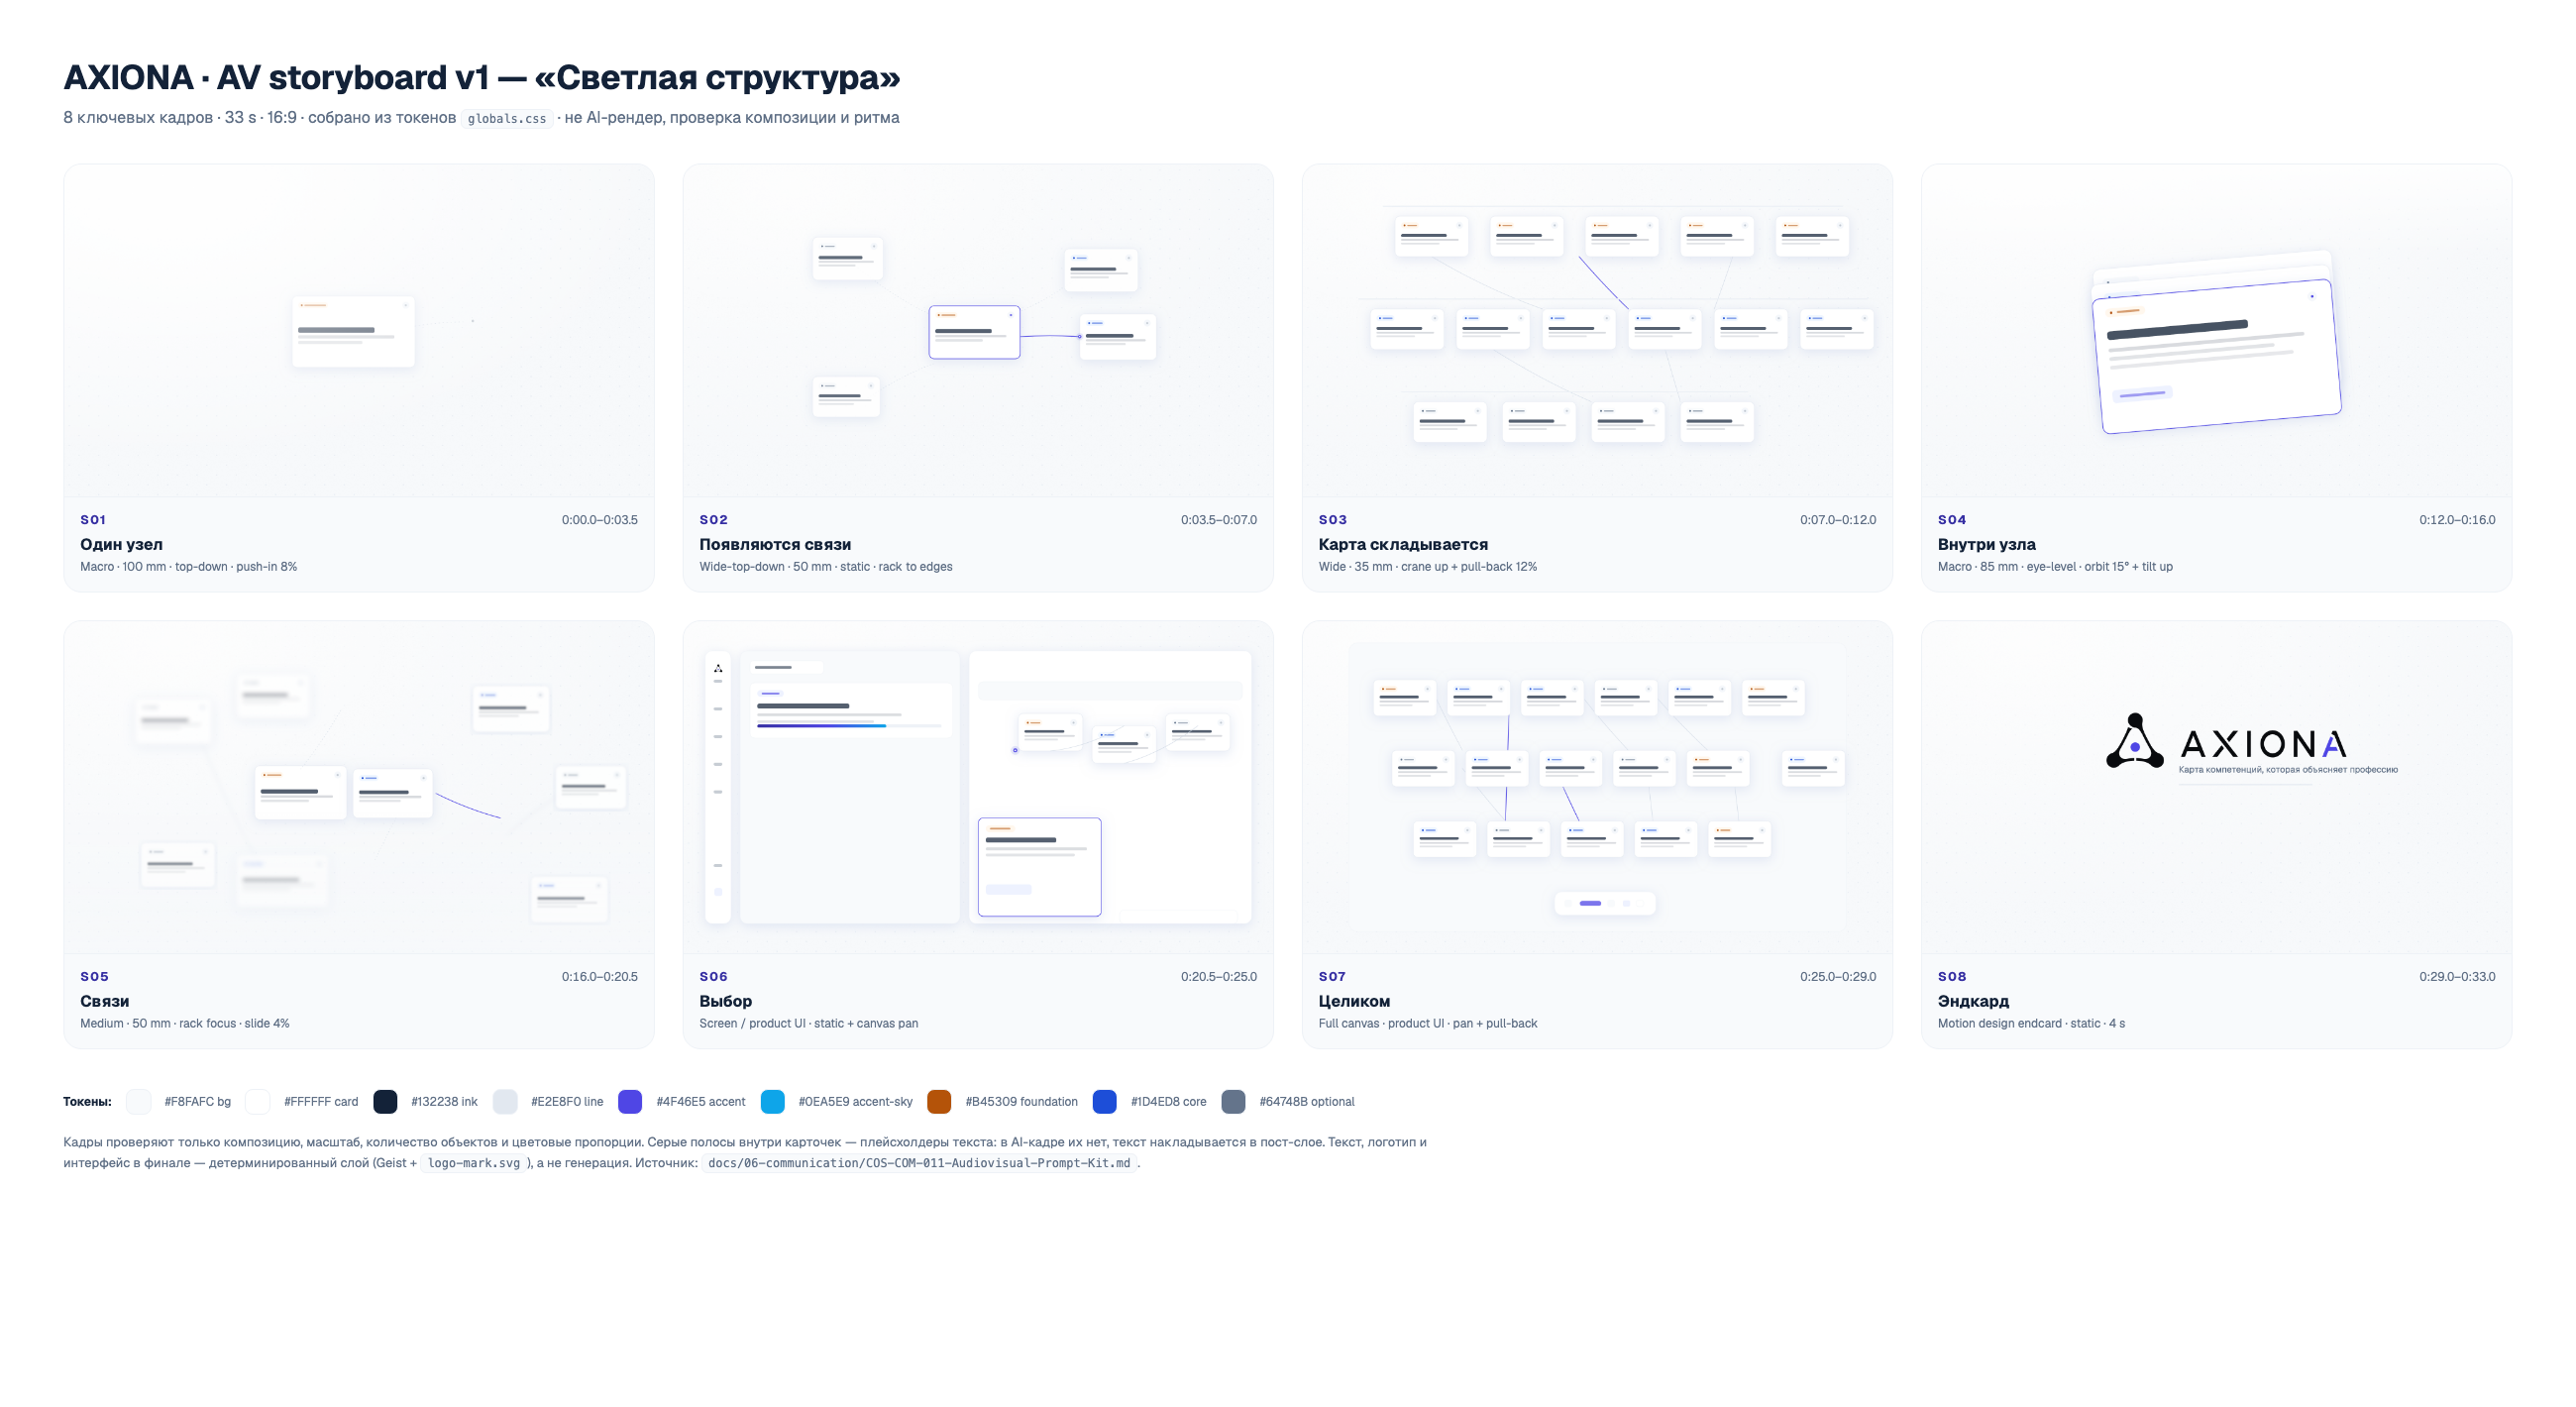 AXIONA · AV storyboard v1 — «Светлая структура»
8 ключевых кадров · 33 s · 16:9 · собрано из токенов globals.css · не AI-рендер, проверка композиции и ритма
S01 0:00.0–0:03.5
Один узел
Macro · 100 mm · top-down · push-in 8%
S02 0:03.5–0:07.0
Появляются связи
Wide-top-down · 50 mm · static · rack to edges
S03 0:07.0–0:12.0
Карта складывается
Wide · 35 mm · crane up + pull-back 12%
S04 0:12.0–0:16.0
Внутри узла
Macro · 85 mm · eye-level · orbit 15° + tilt up
S05 0:16.0–0:20.5
Связи
Medium · 50 mm · rack focus · slide 4%
S06 0:20.5–0:25.0
Выбор
Screen / product UI · static + canvas pan
S07 0:25.0–0:29.0
Целиком
Full canvas · product UI · pan + pull-back
AXIONA
Карта компетенций, которая объясняет профессию
S08 0:29.0–0:33.0
Эндкард
Motion design endcard · static · 4 s
Токены: #F8FAFC bg #FFFFFF card #132238 ink #E2E8F0 line #4F46E5 accent #0EA5E9 accent-sky #B45309 foundation #1D4ED8 core #64748B optional
Кадры проверяют только композицию, масштаб, количество объектов и цветовые пропорции. Серые полосы внутри карточек — плейсхолдеры текста: в AI-кадре их нет, текст накладывается в пост-слое. Текст, логотип и
интерфейс в финале — детерминированный слой (Geist + logo-mark.svg ), а не генерация. Источник: docs/06-communication/COS-COM-011-Audiovisual-Prompt-Kit.md .